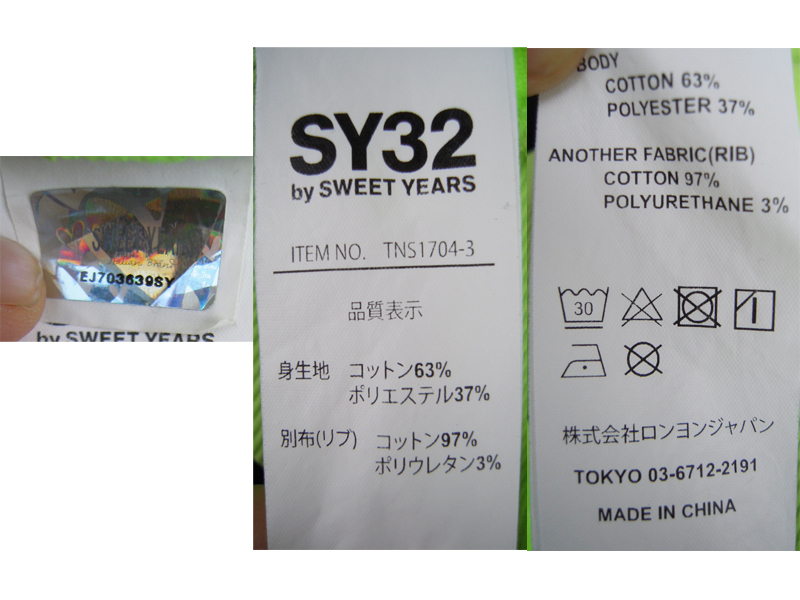 YEJ703639SY
by SWEET YEARS
SY32
by SWEET YEARS
ITEM NO. TNS1704-3
品質表示
身生地 コットン63%
ポリエステル37%
別布(リブ) コットン97%
ポリウレタン3%
BODY
COTTON 63%
POLYESTER 37%
ANOTHER FABRIC(RIB)
COTTON 97%
POLYURETHANE 3%
30
株式会社ロンヨンジャパン
TOKYO 03-6712-2191
MADE IN CHINA